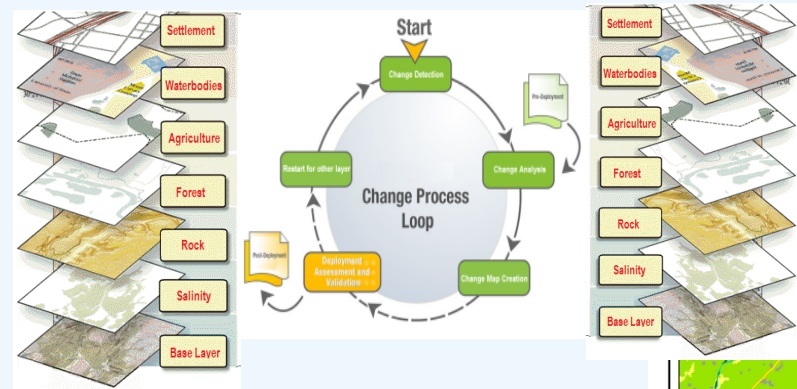 Settlement
Waterbodies
Agriculture
Forest
Rock
Salinity
Base Layer
Start
Change Detection
Pre-Deployment
Change Analysis
Change Process
Loop
Restart for other layer
Post-Deployment
Deployment
Assessment and
Validation
Change Map Creation
Settlement
Waterbodies
Agriculture
Forest
Rock
Salinity
Base Layer